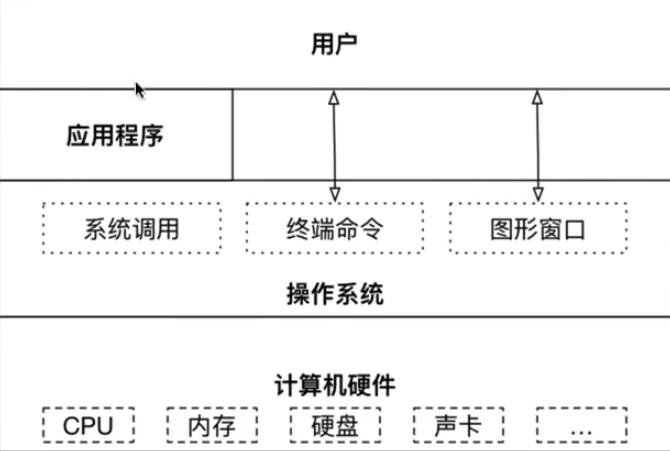 用户
应用程序
系统调用 终端命令 图形窗口
操作系统
计算机硬件
CPU 内存 硬盘 声卡 ...